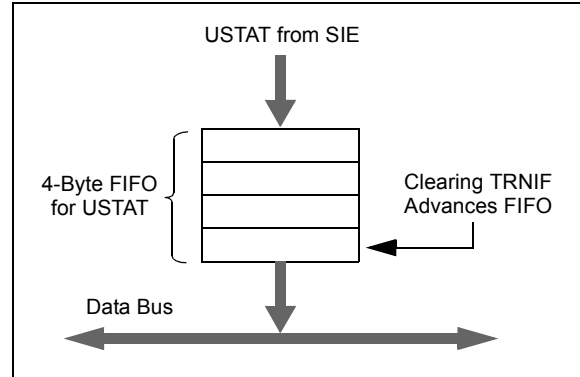 USTAT from SIE
4-Byte FIFO
for USTAT
Clearing TRNIF
Advances FIFO
Data Bus